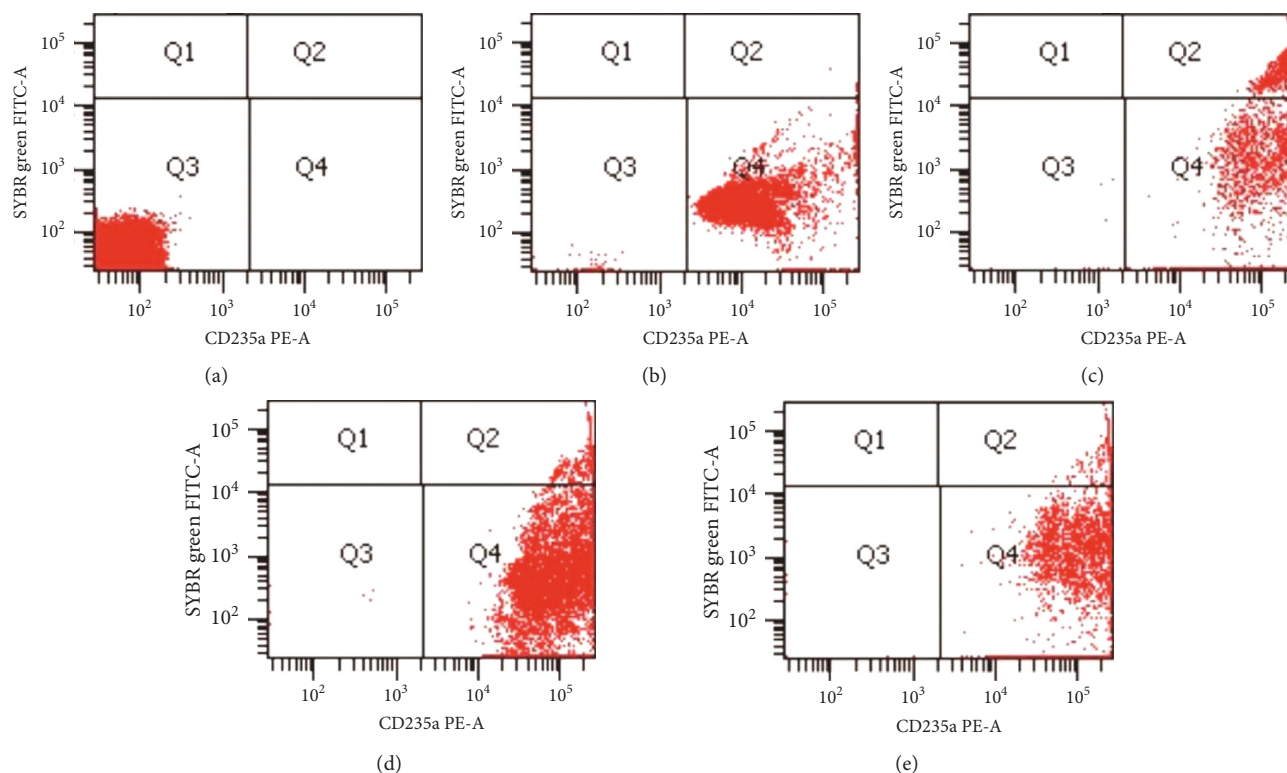 SYBR green FITC-A
10⁵
10⁴
10³
10²
Q1
Q2
Q3
Q4
10²
10³
10⁴
10⁵
CD235a PE-A
(a)
SYBR green FITC-A
10⁵
10⁴
10³
10²
Q1
Q2
Q3
Q4
10²
10³
10⁴
10⁵
CD235a PE-A
(b)
SYBR green FITC-A
10⁵
10⁴
10³
10²
Q1
Q2
Q3
Q4
10²
10³
10⁴
10⁵
CD235a PE-A
(c)
SYBR green FITC-A
10⁵
10⁴
10³
10²
Q1
Q2
Q3
Q4
10²
10³
10⁴
10⁵
CD235a PE-A
(d)
SYBR green FITC-A
10⁵
10⁴
10³
10²
Q1
Q2
Q3
Q4
10²
10³
10⁴
10⁵
CD235a PE-A
(e)